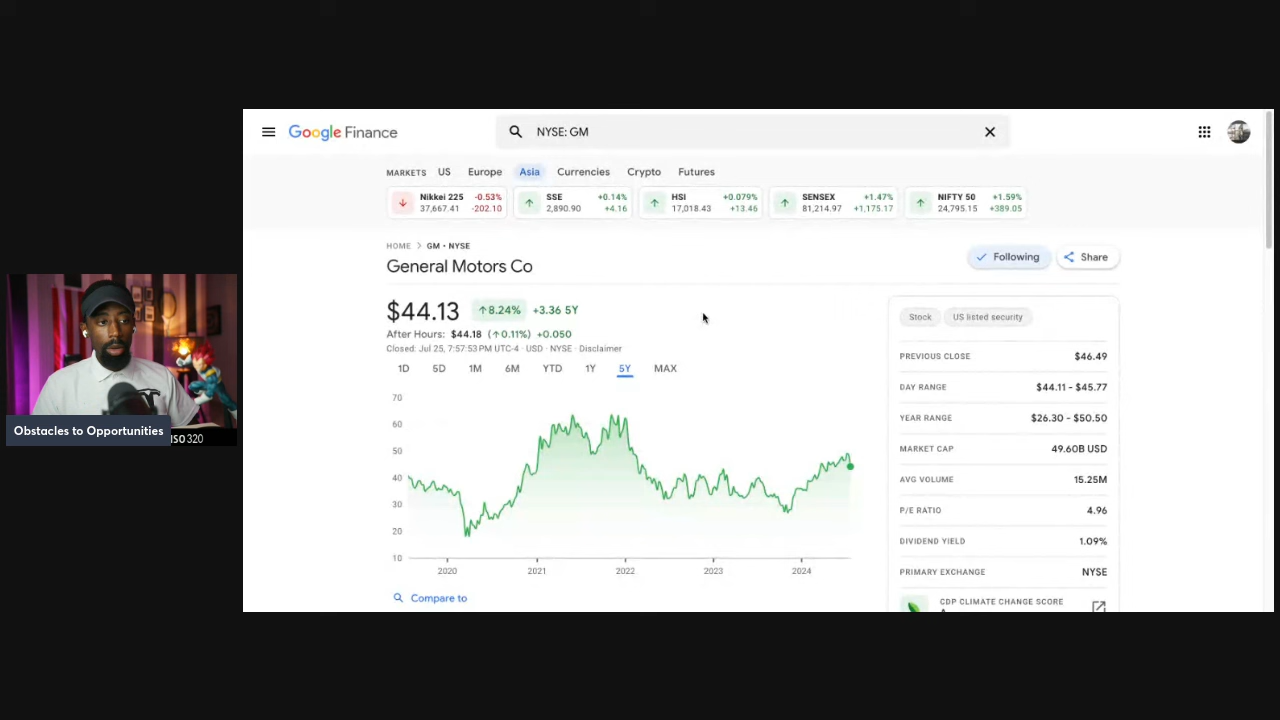 Google Finance
NYSE: GM
MARKETS US Europe Asia Currencies Crypto Futures
Nikkei 225 -0.53%
37,667.41 -202.10
SSE +0.14%
2,890.90 +4.16
HSI +0.079%
17,018.43 +13.46
SENSEX +1.47%
81,214.97 +1,175.17
NIFTY 50 +1.59%
24,795.15 +389.05
HOME > GM • NYSE
General Motors Co
Following
Share
$44.13 ↑8.24% +3.36 5Y
After Hours: $44.18 (↑0.11%) +0.050
Closed: Jul 25, 7:57:53 PM UTC-4 · USD · NYSE · Disclaimer
1D 5D 1M 6M YTD 1Y 5Y MAX
70
60
50
40
30
20
10
2020 2021 2022 2023 2024
Compare to
Stock US listed security
PREVIOUS CLOSE $46.49
DAY RANGE $44.11 - $45.77
YEAR RANGE $26.30 - $50.50
MARKET CAP 49.60B USD
AVG VOLUME 15.25M
P/E RATIO 4.96
DIVIDEND YIELD 1.09%
PRIMARY EXCHANGE NYSE
CDP CLIMATE CHANGE SCORE
Obstacles to Opportunities
ISO 320